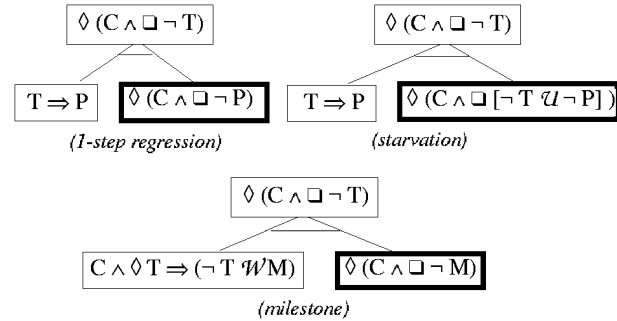 ◊ (C ∧ ❑ ¬ T)
◊ (C ∧ ❑ ¬ T)
T ⇒ P
◊ (C ∧ ❑ ¬ P)
T ⇒ P
◊ (C ∧ ❑ [¬ T 𝒰 ¬ P] )
(1-step regression)
(starvation)
◊ (C ∧ ❑ ¬ T)
C ∧ ◊ T ⇒ (¬ T 𝒲 M)
◊ (C ∧ ❑ ¬ M)
(milestone)